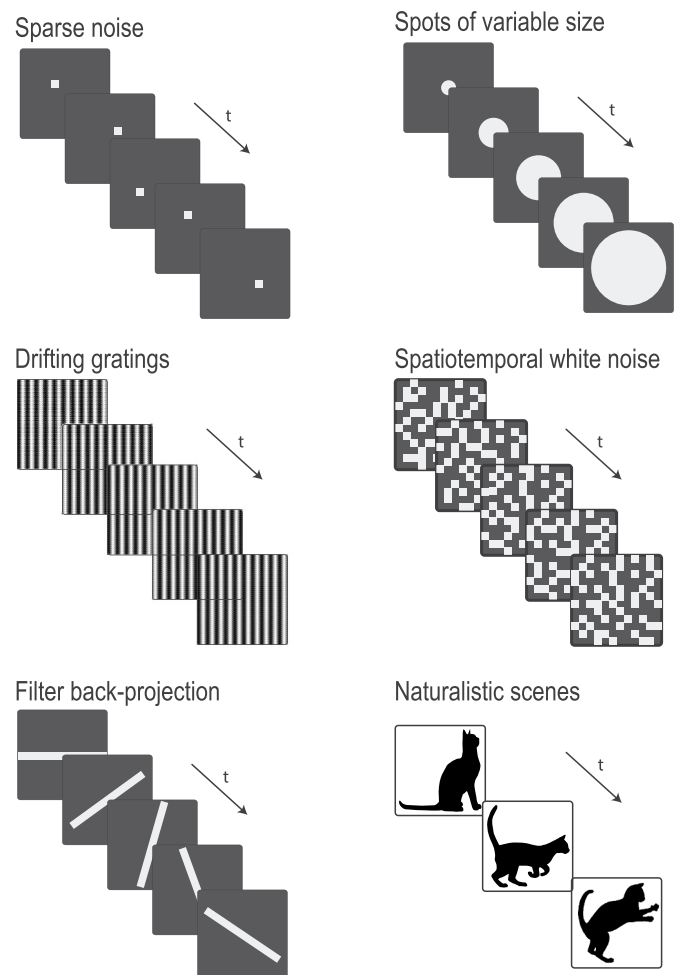 Sparse noise
t
Spots of variable size
t
Drifting gratings
t
Spatiotemporal white noise
t
Filter back-projection
t
Naturalistic scenes
t